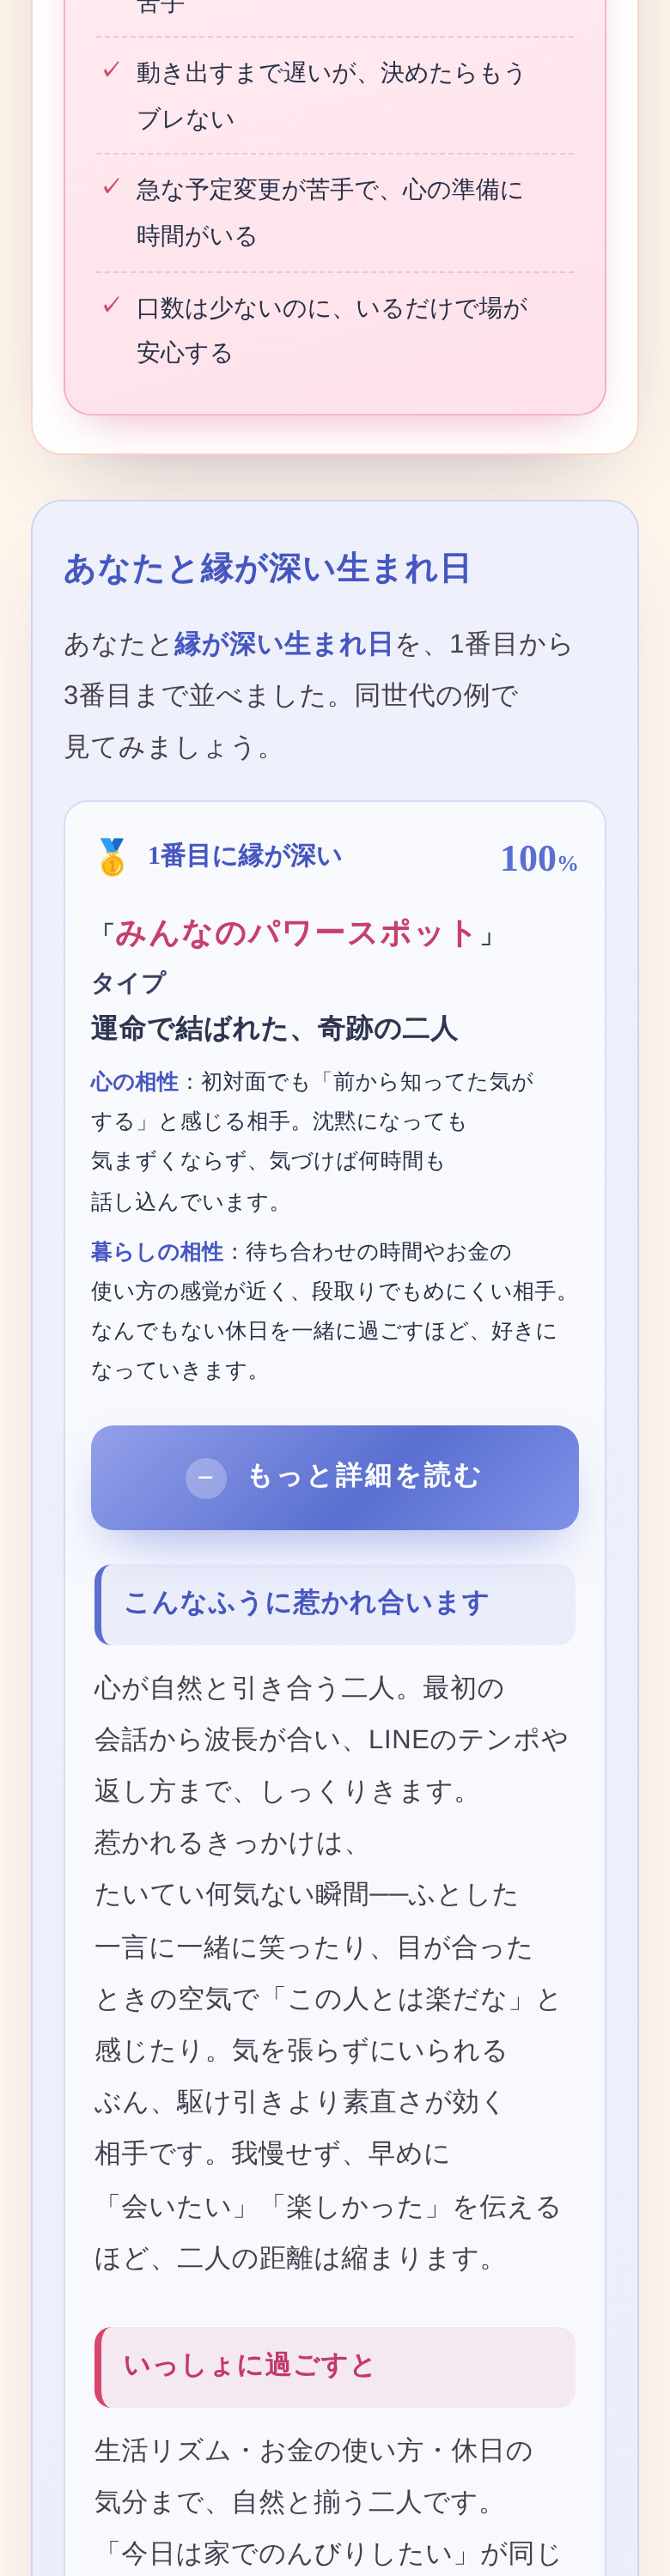 苦手
✓ 動き出すまで遅いが、決めたらもう
ブレない
✓ 急な予定変更が苦手で、心の準備に
時間がいる
✓ 口数は少ないのに、いるだけで場が
安心する
あなたと縁が深い生まれ日
あなたと縁が深い生まれ日を、1番目から
3番目まで並べました。同世代の例で
見てみましょう。
🥇 1番目に縁が深い 100%
「みんなのパワースポット」
タイプ
運命で結ばれた、奇跡の二人
心の相性：初対面でも「前から知ってた気が
する」と感じる相手。沈黙になっても
気まずくならず、気づけば何時間も
話し込んでいます。
暮らしの相性：待ち合わせの時間やお金の
使い方の感覚が近く、段取りでもめにくい相手。
なんでもない休日を一緒に過ごすほど、好きに
なっていきます。
− もっと詳細を読む
こんなふうに惹かれ合います
心が自然と引き合う二人。最初の
会話から波長が合い、LINEのテンポや
返し方まで、しっくりきます。
惹かれるきっかけは、
たいてい何気ない瞬間──ふとした
一言に一緒に笑ったり、目が合った
ときの空気で「この人とは楽だな」と
感じたり。気を張らずにいられる
ぶん、駆け引きより素直さが効く
相手です。我慢せず、早めに
「会いたい」「楽しかった」を伝える
ほど、二人の距離は縮まります。
いっしょに過ごすと
生活リズム・お金の使い方・休日の
気分まで、自然と揃う二人です。
「今日は家でのんびりしたい」が同じ